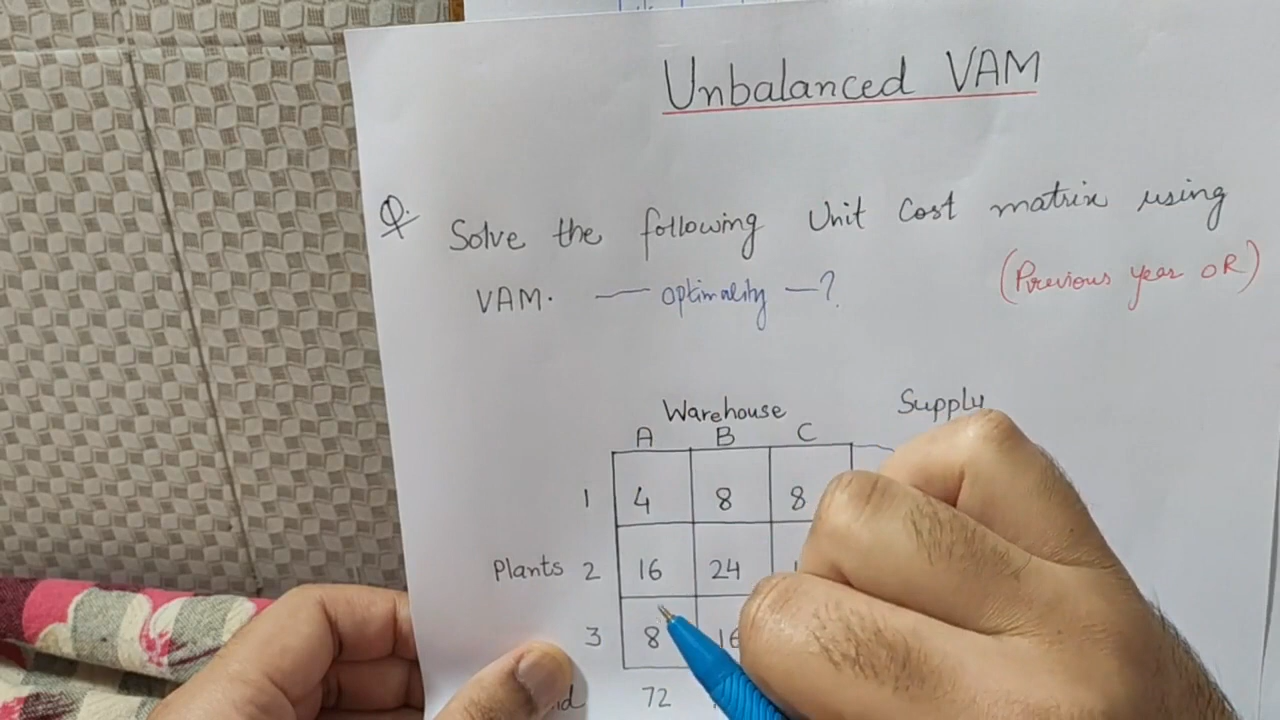 Unbalanced VAM
Q. Solve the following Unit Cost matrix using
VAM. — optimality —?
(Previous year OR)
Warehouse
Supply
A B C
1 4 8 8
Plants 2 16 24
3 8 16
72